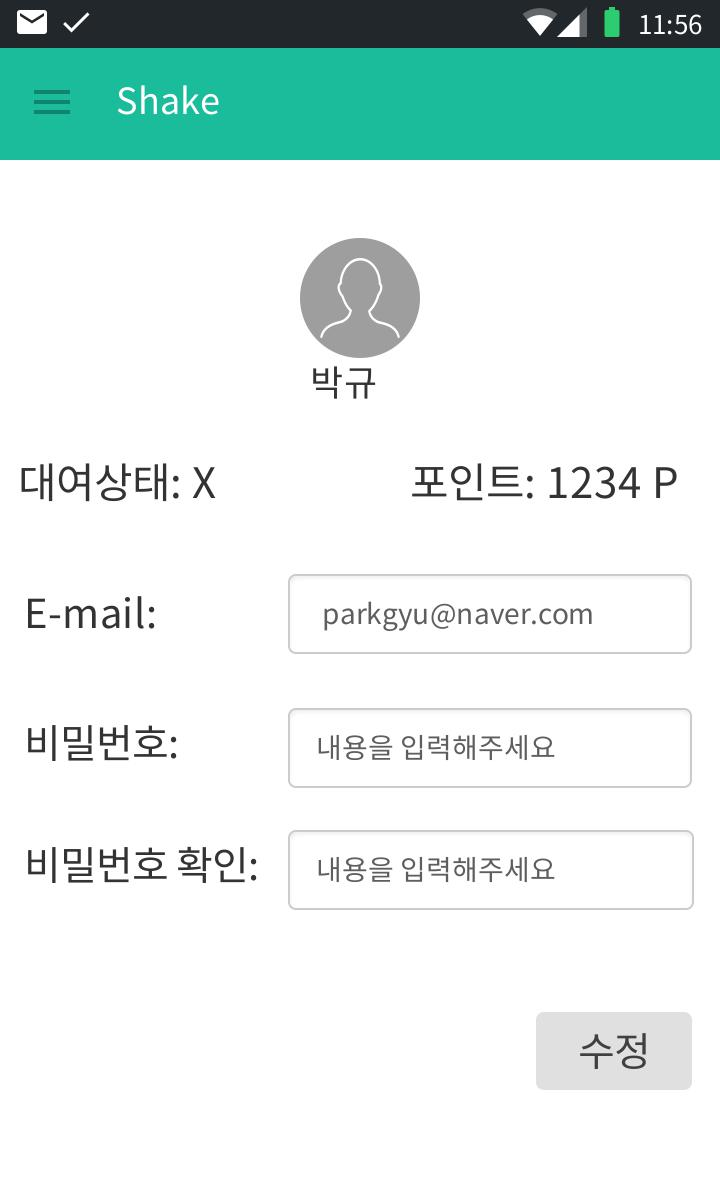 11:56
Shake
박규
대여상태: X 포인트: 1234 P
E-mail: parkgyu@naver.com
비밀번호: 내용을 입력해주세요
비밀번호 확인: 내용을 입력해주세요
수정